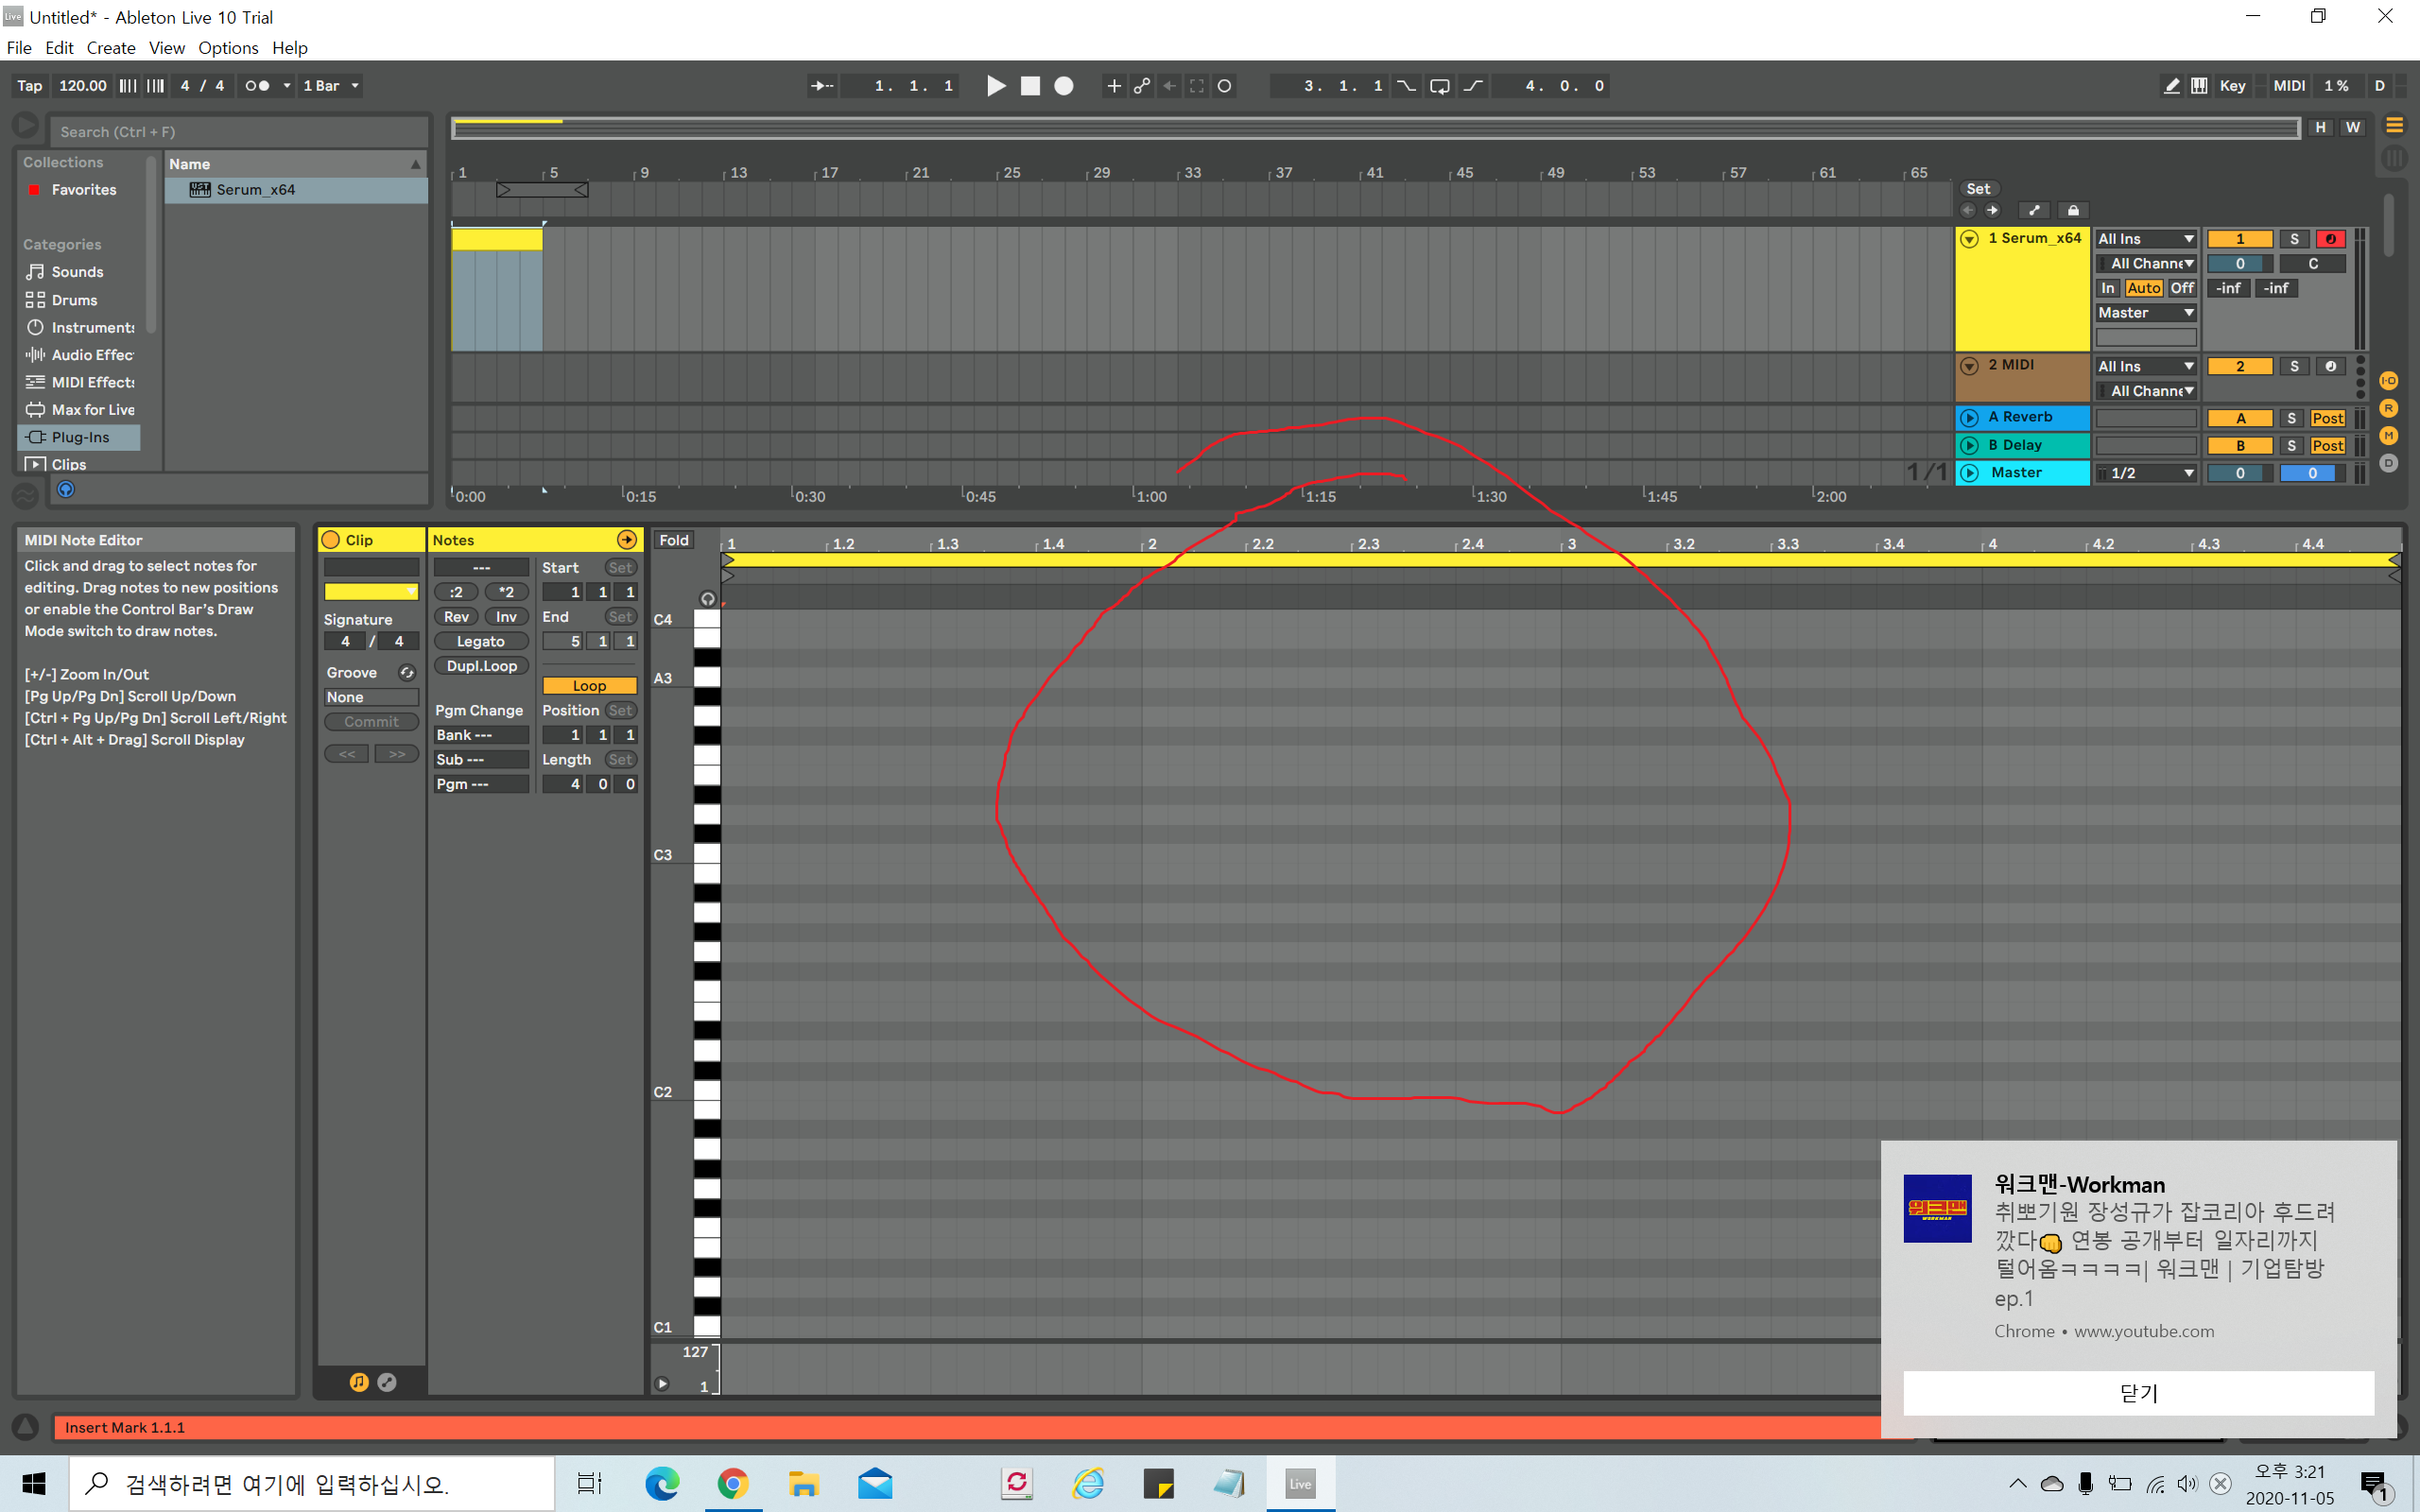 Untitled* - Ableton Live 10 Trial
File Edit Create View Options Help
Tap 120.00 4 / 4 1 Bar 1. 1. 1 3. 1. 1 4. 0. 0 Key MIDI 1 % D
Search (Ctrl + F)
H W
Collections
Favorites
Categories
Sounds
Drums
Instruments
Audio Effec
MIDI Effects
Max for Live
Plug-Ins
Clips
Name
Serum_x64
1 5 9 13 17 21 25 29 33 37 41 45 49 53 57 61 65
Set
1 Serum_x64 All Ins 1 S
All Channe 0 C
In Auto Off -inf -inf
Master
2 MIDI All Ins 2 S
All Channe
A Reverb A S Post
B Delay B S Post
1/1 Master 1/2 0 0
I-O
R
M
D
0:00 0:15 0:30 0:45 1:00 1:15 1:30 1:45 2:00
MIDI Note Editor
Click and drag to select notes for
editing. Drag notes to new positions
or enable the Control Bar's Draw
Mode switch to draw notes.
[+/-] Zoom In/Out
[Pg Up/Pg Dn] Scroll Up/Down
[Ctrl + Pg Up/Pg Dn] Scroll Left/Right
[Ctrl + Alt + Drag] Scroll Display
Clip
Signature
4 / 4
Groove
None
Commit
<< >>
Notes
---
:2 *2
Rev Inv
Legato
Dupl.Loop
Pgm Change
Bank ---
Sub ---
Pgm ---
Start Set
1 1 1
End Set
5 1 1
Loop
Position Set
1 1 1
Length Set
4 0 0
Fold
1 1.2 1.3 1.4 2 2.2 2.3 2.4 3 3.2 3.3 3.4 4 4.2 4.3 4.4
C4
A3
C3
C2
C1
127
1
워크맨
WORKMAN
워크맨-Workman
취뽀기원 장성규가 잡코리아 후드려
깠다👊 연봉 공개부터 일자리까지
털어옴ㅋㅋㅋㅋ| 워크맨 | 기업탐방
ep.1
Chrome • www.youtube.com
닫기
Insert Mark 1.1.1
검색하려면 여기에 입력하십시오.
Live
오후 3:21
2020-11-05
1